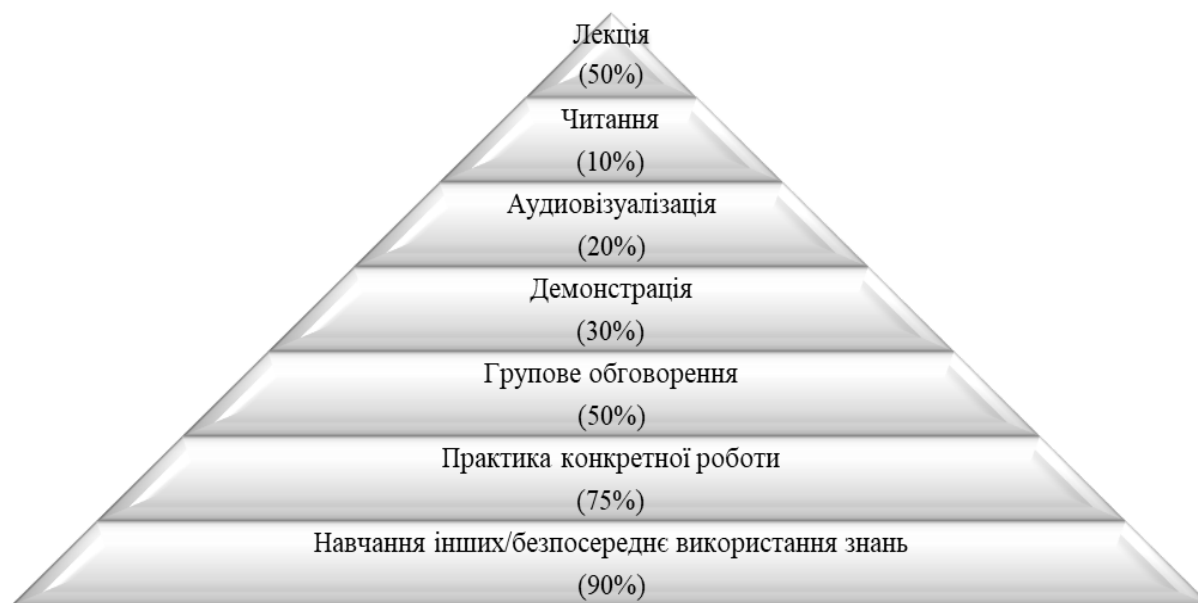 Лекція
(50%)
Читання
(10%)
Аудиовізуалізація
(20%)
Демонстрація
(30%)
Групове обговорення
(50%)
Практика конкретної роботи
(75%)
Навчання інших/безпосереднє використання знань
(90%)